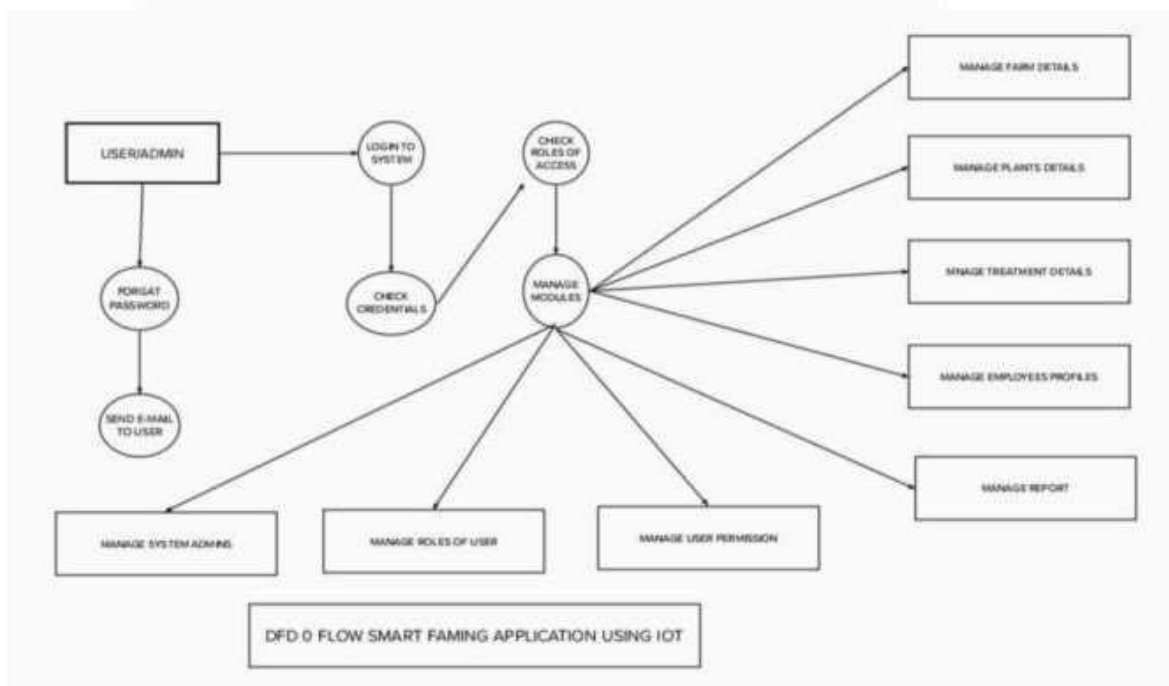 MANAGE FARM DETAILS
USER/ADMIN
LOGIN TO
SYSTEM
CHECK
ROLES OF
ACCESS
MANAGE PLANTS DETAILS
FORGAT
PASSWORD
CHECK
CREDENTIALS
MANAGE
MODULES
MNAGE TREATMENT DETAILS
MANAGE EMPLOYEES PROFILES
SEND E-MAIL
TO USER
MANAGE REPORT
MANAGE SYSTEM ADMINS
MANAGE ROLES OF USER
MANAGE USER PERMISSION
DFD 0 FLOW SMART FAMING APPLICATION USING IOT